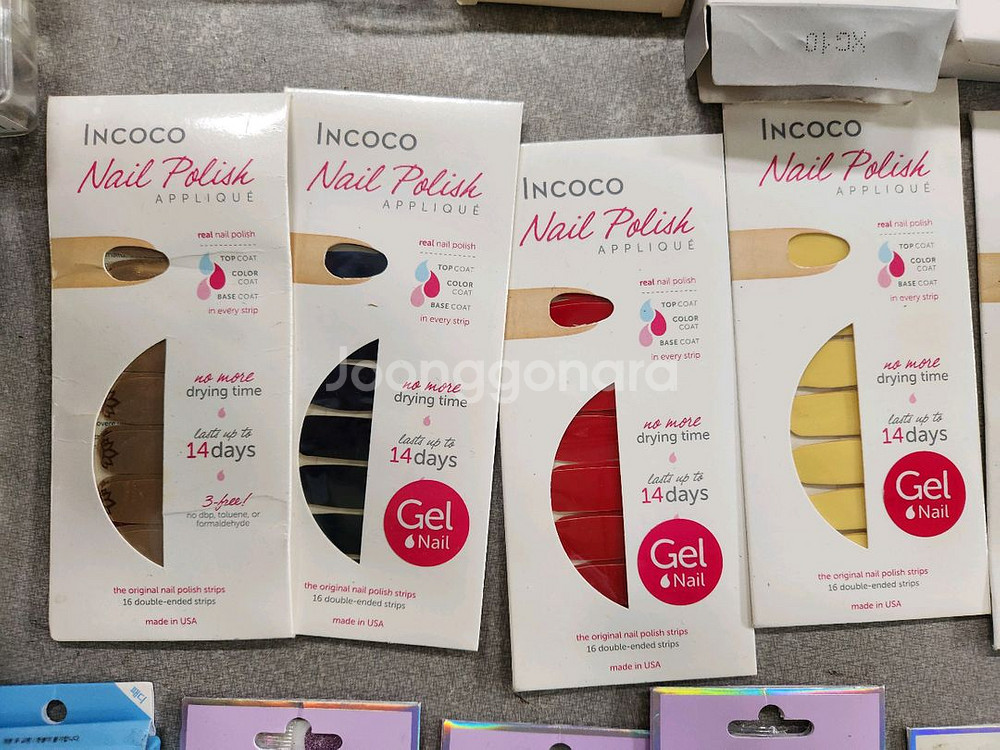 XG10
INCOCO
Nail Polish
APPLIQUÉ
real nail polish
TOP COAT
COLOR
COAT
BASE COAT
in every strip
no more
drying time
lasts up to
14 days
3-free!
no dbp, toluene, or
formaldehyde
the original nail polish strips
16 double-ended strips
made in USA
INCOCO
Nail Polish
APPLIQUÉ
real nail polish
TOP COAT
COLOR
COAT
BASE COAT
in every strip
no more
drying time
lasts up to
14 days
Gel
Nail
the original nail polish strips
16 double-ended strips
made in USA
INCOCO
Nail Polish
APPLIQUÉ
real nail polish
TOP COAT
COLOR
COAT
BASE COAT
in every strip
no more
drying time
lasts up to
14 days
Gel
Nail
the original nail polish strips
16 double-ended strips
made in USA
INCOCO
Nail Polish
APPLIQUÉ
real nail polish
TOP COAT
COLOR
COAT
BASE COAT
in every strip
no more
drying time
lasts up to
14 days
Gel
Nail
the original nail polish strips
16 double-ended strips
made in USA
Joonggonara
패디